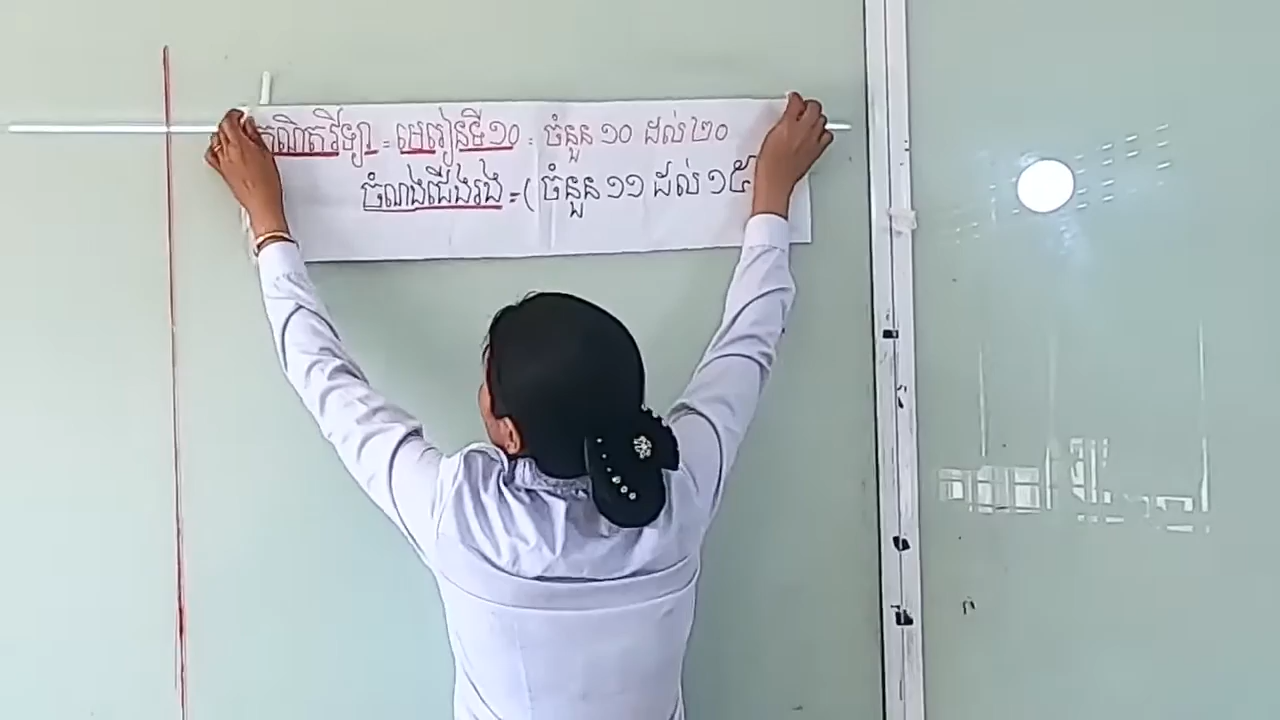 គណិតវិទ្យា = មេរៀនទី ១០ : ចំនួន ១០ ដល់ ២០
ចំណងជើងរង = ( ចំនួន ១១ ដល់ ១៥